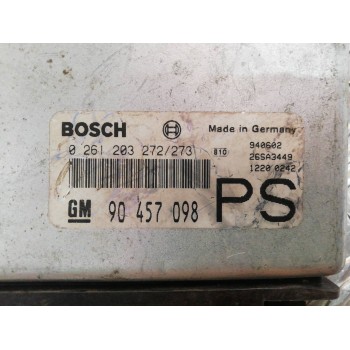 BOSCH Made in Germany
0 261 203 272/273 810 940602
26SA3449
1220 0242
GM 90 457 098 PS